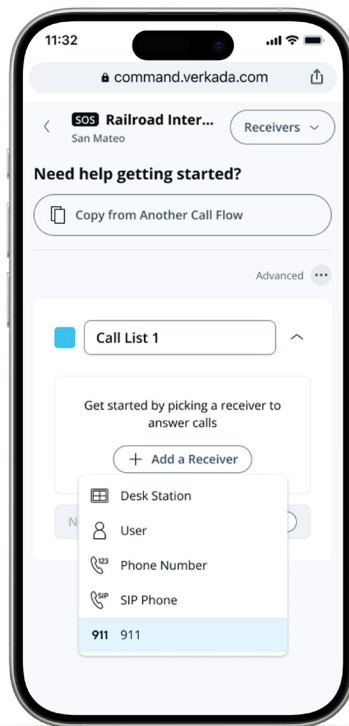 11:32
command.verkada.com
SOS Railroad Inter...
San Mateo
Receivers
Need help getting started?
Copy from Another Call Flow
Advanced
Call List 1
Get started by picking a receiver to
answer calls
+ Add a Receiver
Desk Station
User
123 Phone Number
SIP SIP Phone
911 911